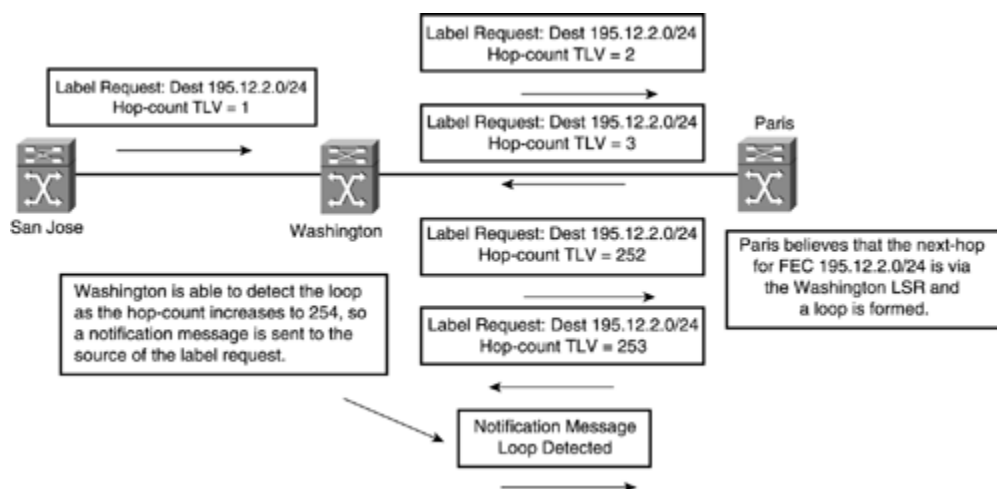 Label Request: Dest 195.12.2.0/24
Hop-count TLV = 2
Label Request: Dest 195.12.2.0/24
Hop-count TLV = 1
Label Request: Dest 195.12.2.0/24
Hop-count TLV = 3
Paris
San Jose
Washington
Label Request: Dest 195.12.2.0/24
Hop-count TLV = 252
Paris believes that the next-hop
for FEC 195.12.2.0/24 is via
the Washington LSR and
a loop is formed.
Washington is able to detect the loop
as the hop-count increases to 254, so
a notification message is sent to the
source of the label request.
Label Request: Dest 195.12.2.0/24
Hop-count TLV = 253
Notification Message
Loop Detected